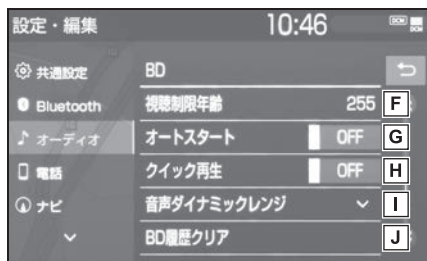 設定・編集 10:46 DCM DCM
共通設定
Bluetooth
オーディオ
電話
ナビ
BD
視聴制限年齢 255 F
オートスタート OFF G
クイック再生 OFF H
音声ダイナミックレンジ I
BD履歴クリア J